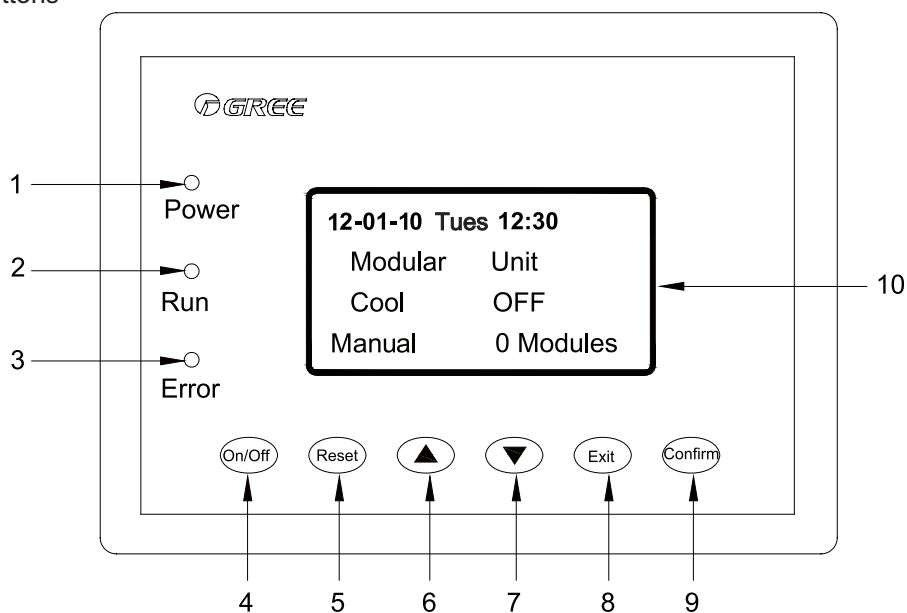 GREE
1
Power
2
Run
3
Error
12-01-10 Tues 12:30
Modular Unit
Cool OFF
Manual 0 Modules
10
On/Off Reset ▲ ▼ Exit Confirm
4 5 6 7 8 9